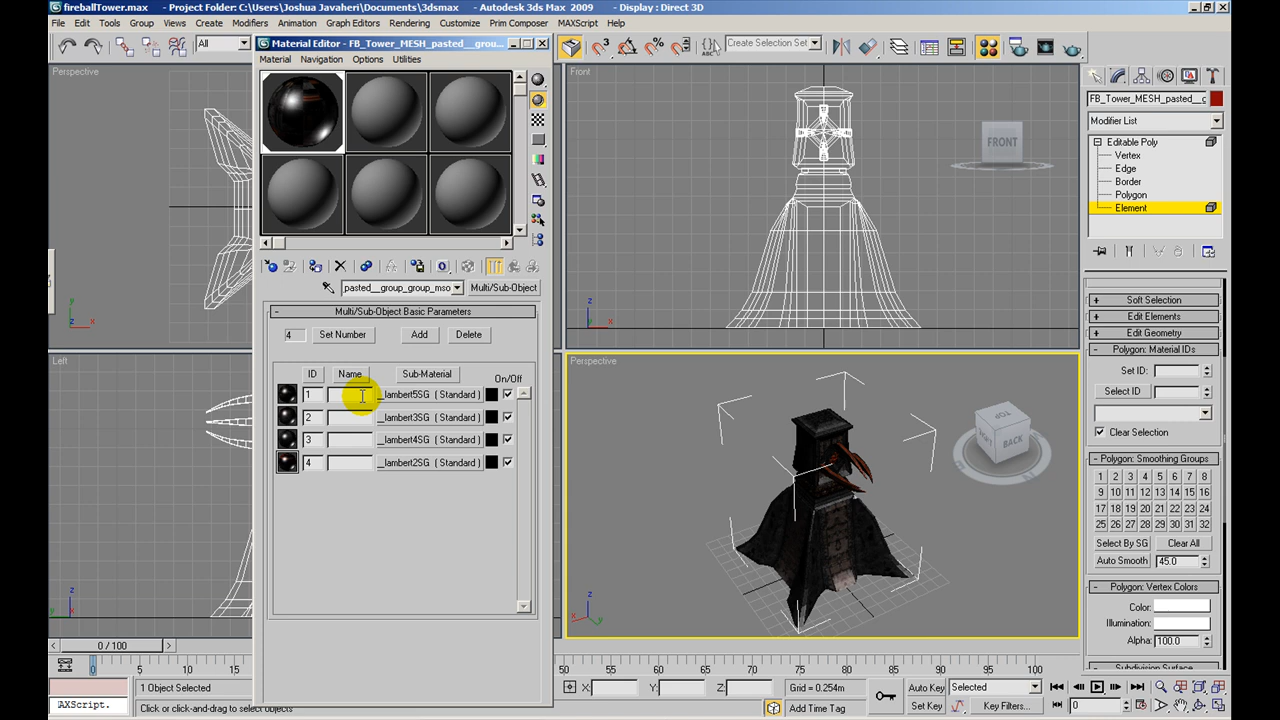 fireballTower.max - Project Folder: C:\Users\Joshua Javaheri\Documents\3dsmax - Autodesk 3ds Max 2009 - Display : Direct 3D
File Edit Tools Group Views Create Modifiers Animation Graph Editors Rendering Customize Prim Composer MAXScript Help
All
Create Selection Set
Material Editor - FB_Tower_MESH_pasted__grou...
Material Navigation Options Utilities
pasted__group_group_mso
Multi/Sub-Object
Multi/Sub-Object Basic Parameters
4 Set Number Add Delete
ID Name Sub-Material On/Off
1 __lambert5SG ( Standard )
2 __lambert3SG ( Standard )
3 __lambert4SG ( Standard )
4 __lambert2SG ( Standard )
Perspective
Front
FRONT
Left
Perspective
TOP
BACK
FB_Tower_MESH_pasted__g
Modifier List
Editable Poly
Vertex
Edge
Border
Polygon
Element
+ Soft Selection
+ Edit Elements
+ Edit Geometry
- Polygon: Material IDs
Set ID:
Select ID
Clear Selection
- Polygon: Smoothing Groups
1 2 3 4 5 6 7 8
9 10 11 12 13 14 15 16
17 18 19 20 21 22 23 24
25 26 27 28 29 30 31 32
Select By SG Clear All
Auto Smooth 45.0
- Polygon: Vertex Colors
Color:
Illumination:
Alpha: 100.0
0 / 100
0 5 10 15 50 55 60 65 70 75 80 85 90 95 100
1 Object Selected
X: Y: Z: Grid = 0.254m
Auto Key Selected
AXScript.
Click or click-and-drag to select objects
Add Time Tag
Set Key Key Filters...
0